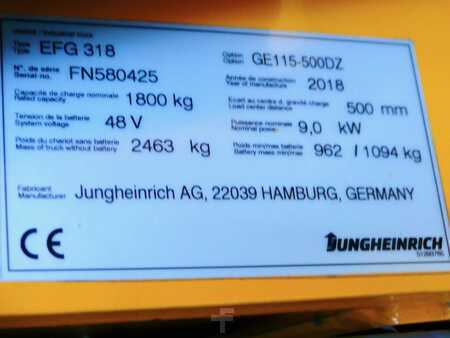 Type
Type EFG 318
Option
Option GE115-500DZ
N°. de série
Serial-no. FN580425
Année de construction
Year of manufacture 2018
Capacité de charge nominale
Rated capacity 1800 kg
Ecart au centre d. gravité charge
Load center distance 500 mm
Tension de la batterie
System voltage 48 V
Puissance nominale
Nominal power 9,0 kW
Poids du chariot sans batterie
Mass of truck without battery 2463 kg
Poids min/max batterie
Battery mass min/max 962 / 1094 kg
Fabricant
Manufacturer Jungheinrich AG, 22039 HAMBURG, GERMANY
CE
JUNGHEINRICH